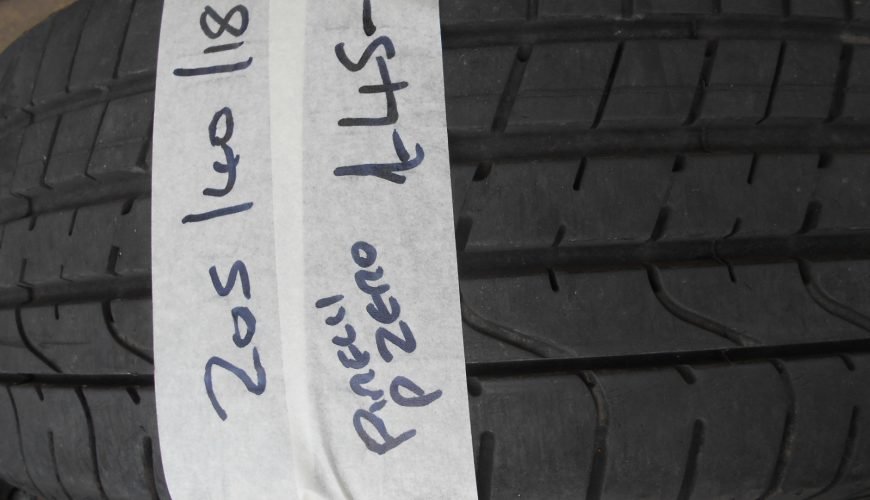 205/40/18
Pirelli £45-
P Zero